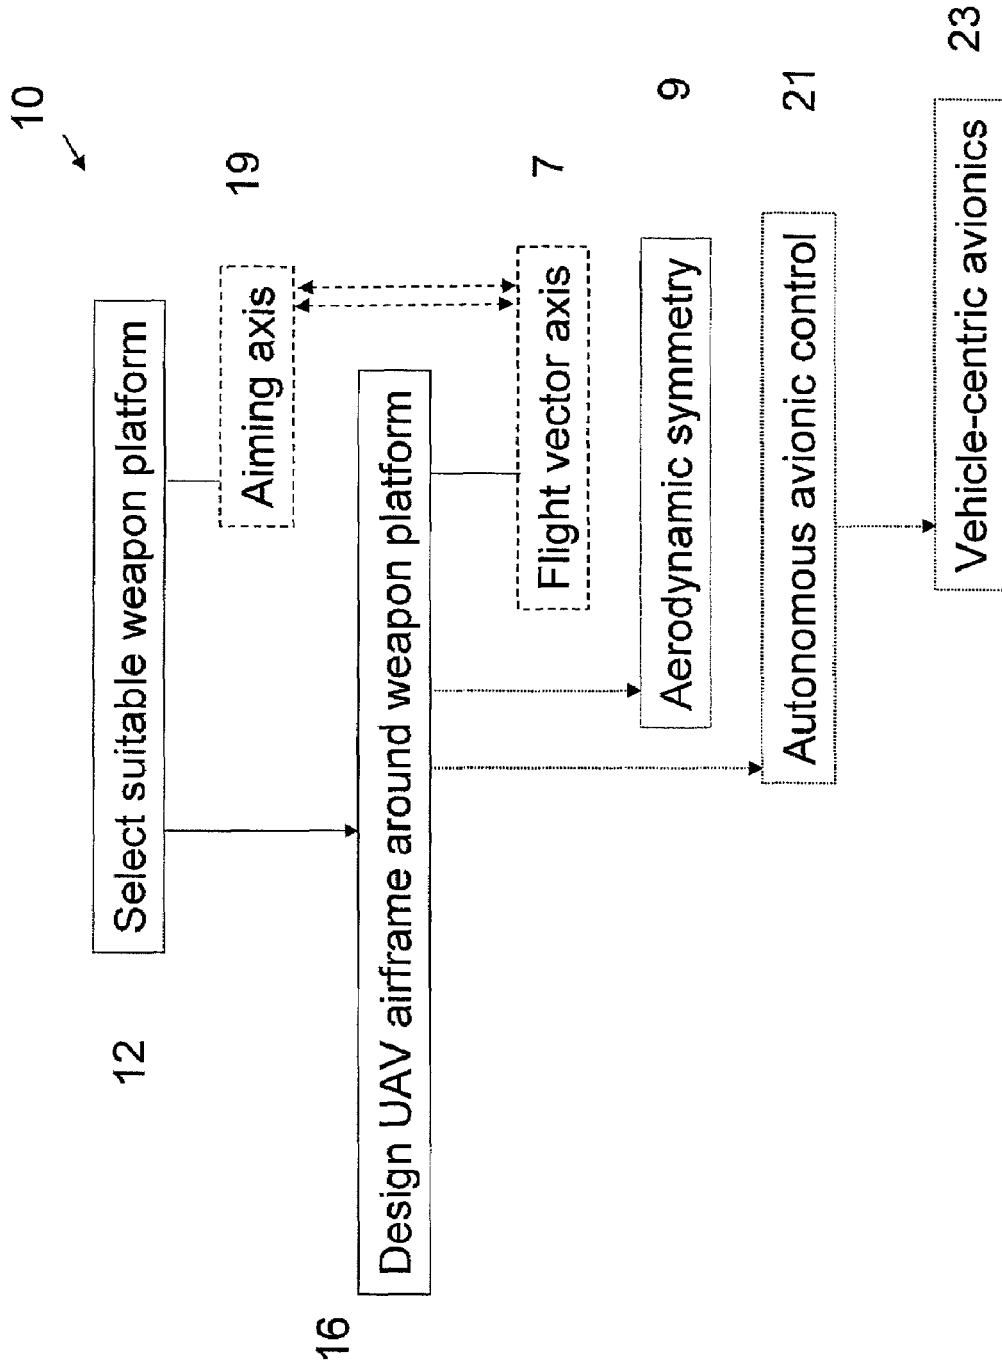 10
12
Select suitable weapon platform
Aiming axis
19
16
Design UAV airframe around weapon platform
Flight vector axis
7
Aerodynamic symmetry
9
Autonomous avionic control
21
Vehicle-centric avionics
23